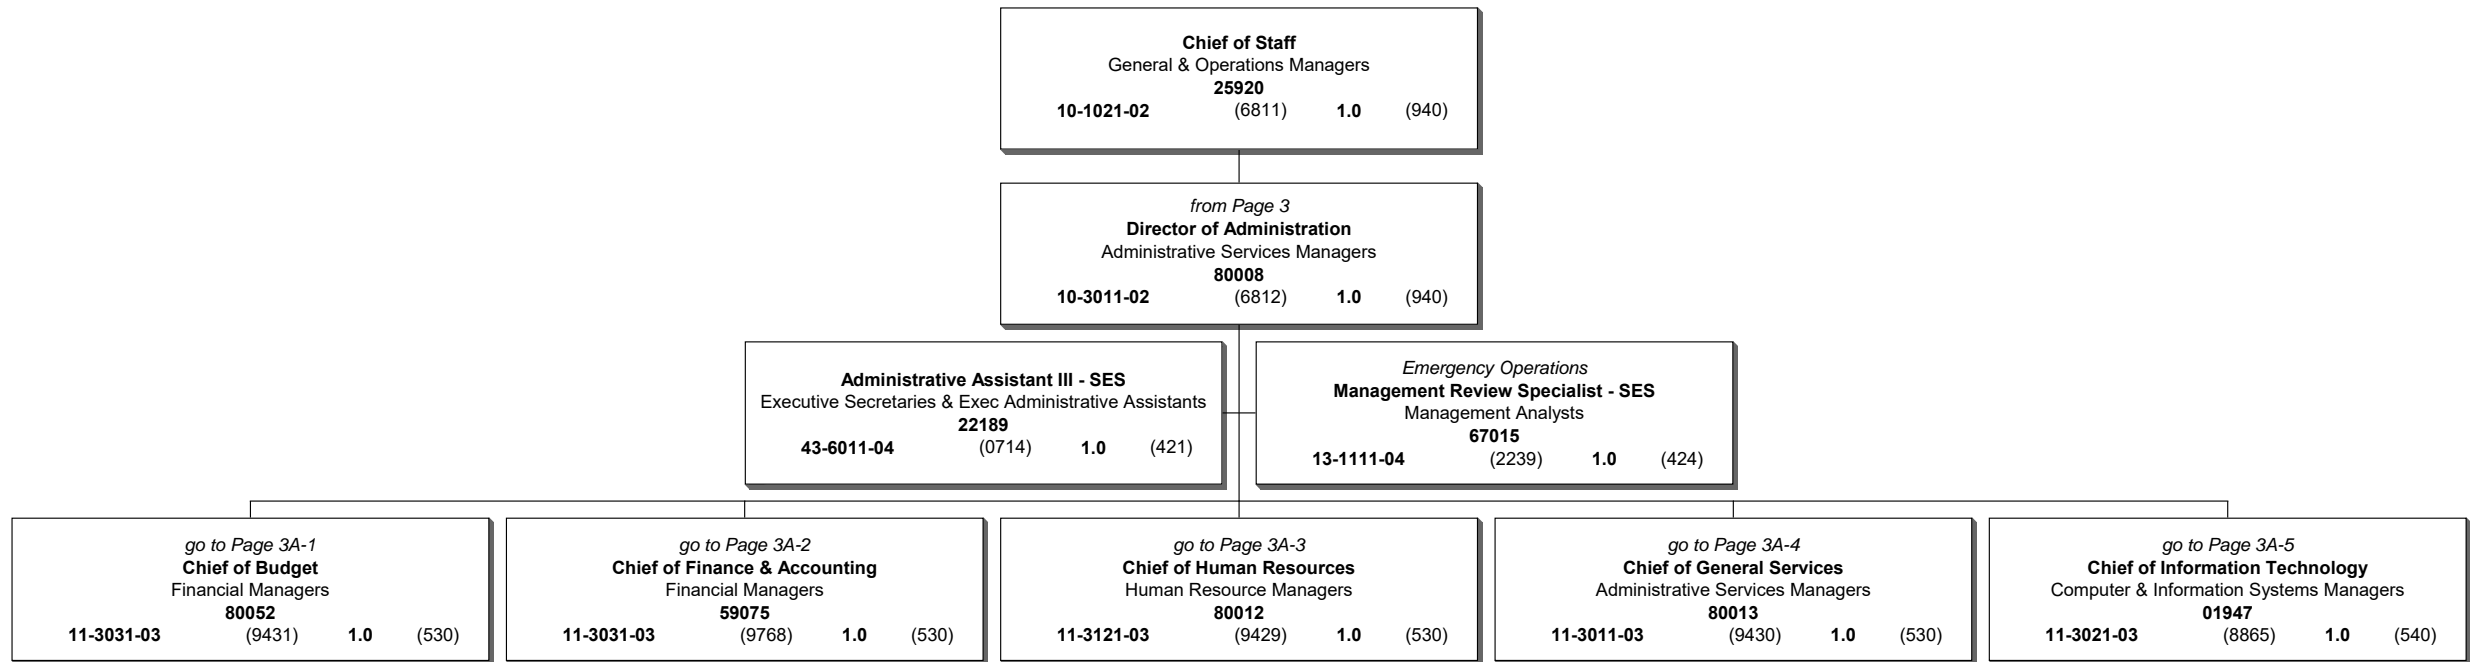 Chief of Staff
General & Operations Managers
25920
10-1021-02 (6811) 1.0 (940)
from Page 3
Director of Administration
Administrative Services Managers
80008
10-3011-02 (6812) 1.0 (940)
Administrative Assistant III - SES
Executive Secretaries & Exec Administrative Assistants
22189
43-6011-04 (0714) 1.0 (421)
Emergency Operations
Management Review Specialist - SES
Management Analysts
67015
13-1111-04 (2239) 1.0 (424)
go to Page 3A-1
Chief of Budget
Financial Managers
80052
11-3031-03 (9431) 1.0 (530)
go to Page 3A-2
Chief of Finance & Accounting
Financial Managers
59075
11-3031-03 (9768) 1.0 (530)
go to Page 3A-3
Chief of Human Resources
Human Resource Managers
80012
11-3121-03 (9429) 1.0 (530)
go to Page 3A-4
Chief of General Services
Administrative Services Managers
80013
11-3011-03 (9430) 1.0 (530)
go to Page 3A-5
Chief of Information Technology
Computer & Information Systems Managers
01947
11-3021-03 (8865) 1.0 (540)